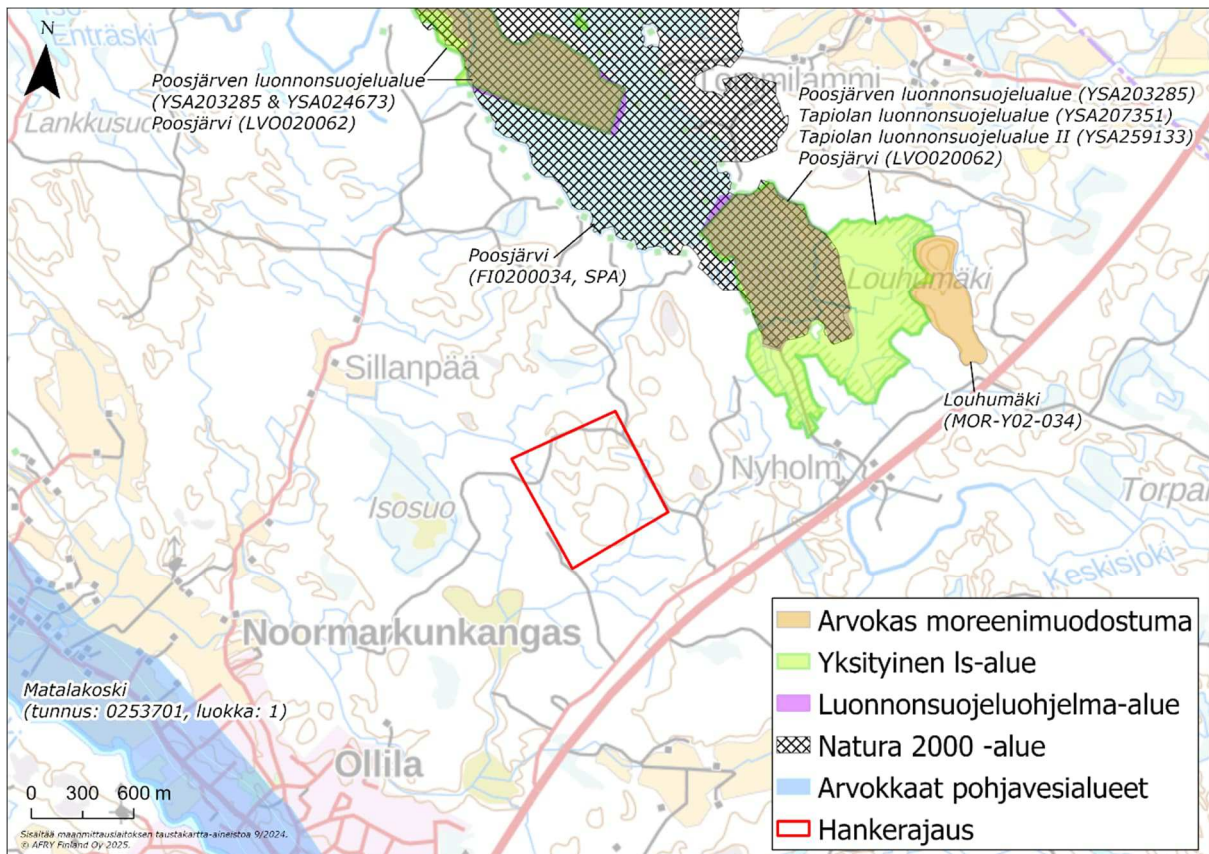 N
Enträski
Lankkusuo
Poosjärven luonnonsuojelualue
(YSA203285 & YSA024673)
Poosjärvi (LVO020062)
Poosjärven luonnonsuojelualue (YSA203285)
Tapiolan luonnonsuojelualue (YSA207351)
Tapiolan luonnonsuojelualue II (YSA259133)
Poosjärvi (LVO020062)
Poosjärvi
(FI0200034, SPA)
Louhumäki
Sillanpää
Louhumäki
(MOR-Y02-034)
Nyholm
Isosuo
Torpar
Keskisjoki
Noormarkunkangas
Matalakoski
(tunnus: 0253701, luokka: 1)
Ollila
0 300 600 m
Sisältää maanmittauslaitoksen taustakartta-aineistoa 9/2024.
© AFRY Finland Oy 2025.
Arvokas moreenimuodostuma
Yksityinen ls-alue
Luonnonsuojeluohjelma-alue
Natura 2000 -alue
Arvokkaat pohjavesialueet
Hankerajaus